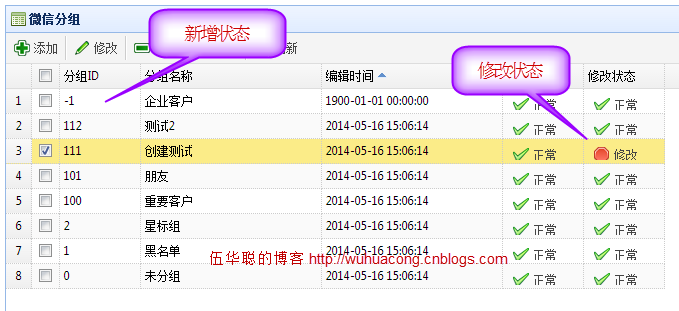 微信分组
新增状态
添加 修改 新
修改状态
分组ID 分组名称 编辑时间 修改状态
1 -1 企业客户 1900-01-01 00:00:00 正常 正常
2 112 测试2 2014-05-16 15:06:14 正常 正常
3 111 创建测试 2014-05-16 15:06:14 正常 修改
4 101 朋友 2014-05-16 15:06:14 正常 正常
5 100 重要客户 2014-05-16 15:06:14 正常 正常
6 2 星标组 2014-05-16 15:06:14 正常 正常
7 1 黑名单 2014-05-16 15:06:14 正常 正常
伍华聪的博客 http://wuhuacong.cnblogs.com
8 0 未分组 2014-05-16 15:06:14 正常 正常